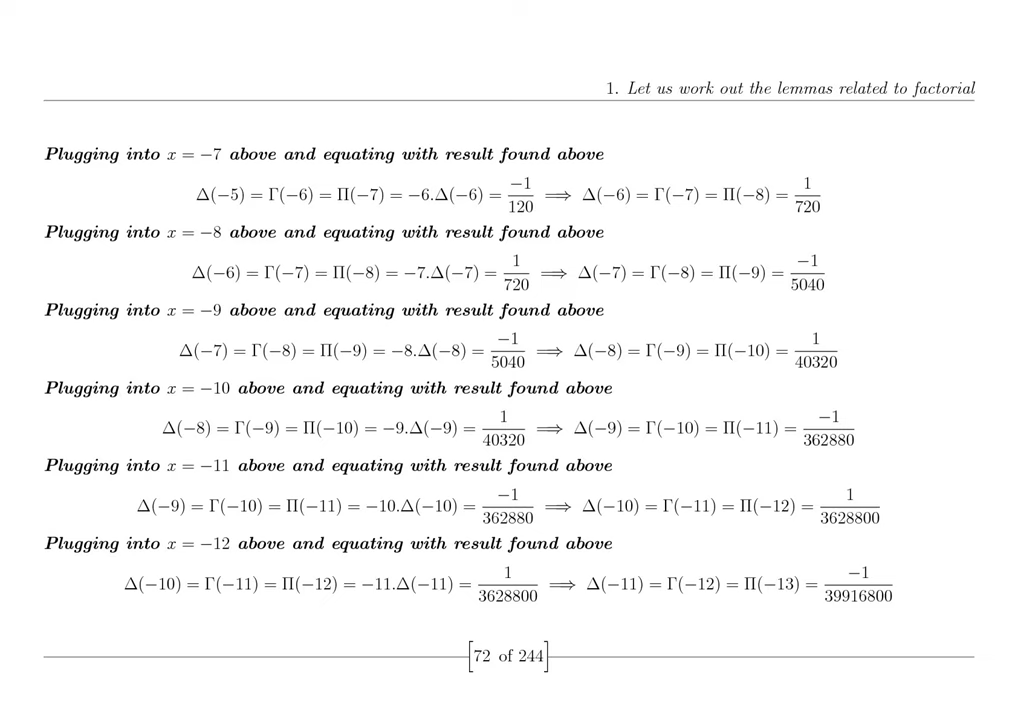 1. Let us work out the lemmas related to factorial
Plugging into x = −7 above and equating with result found above
Δ(−5) = Γ(−6) = Π(−7) = −6.Δ(−6) = −1/120 ⟹ Δ(−6) = Γ(−7) = Π(−8) = 1/720
Plugging into x = −8 above and equating with result found above
Δ(−6) = Γ(−7) = Π(−8) = −7.Δ(−7) = 1/720 ⟹ Δ(−7) = Γ(−8) = Π(−9) = −1/5040
Plugging into x = −9 above and equating with result found above
Δ(−7) = Γ(−8) = Π(−9) = −8.Δ(−8) = −1/5040 ⟹ Δ(−8) = Γ(−9) = Π(−10) = 1/40320
Plugging into x = −10 above and equating with result found above
Δ(−8) = Γ(−9) = Π(−10) = −9.Δ(−9) = 1/40320 ⟹ Δ(−9) = Γ(−10) = Π(−11) = −1/362880
Plugging into x = −11 above and equating with result found above
Δ(−9) = Γ(−10) = Π(−11) = −10.Δ(−10) = −1/362880 ⟹ Δ(−10) = Γ(−11) = Π(−12) = 1/3628800
Plugging into x = −12 above and equating with result found above
Δ(−10) = Γ(−11) = Π(−12) = −11.Δ(−11) = 1/3628800 ⟹ Δ(−11) = Γ(−12) = Π(−13) = −1/39916800
[72 of 244]